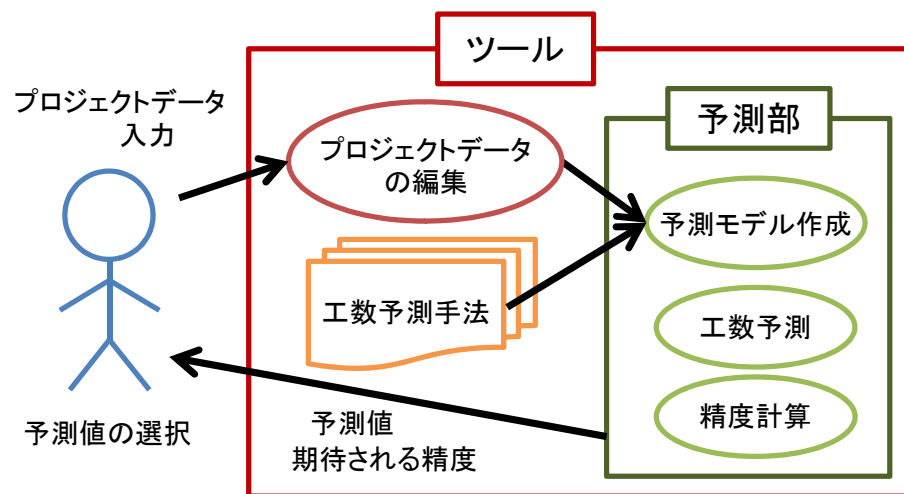 ツール
プロジェクトデータ
入力
予測部
プロジェクトデータ
の編集
予測モデル作成
工数予測手法
工数予測
精度計算
予測値の選択
予測値
期待される精度